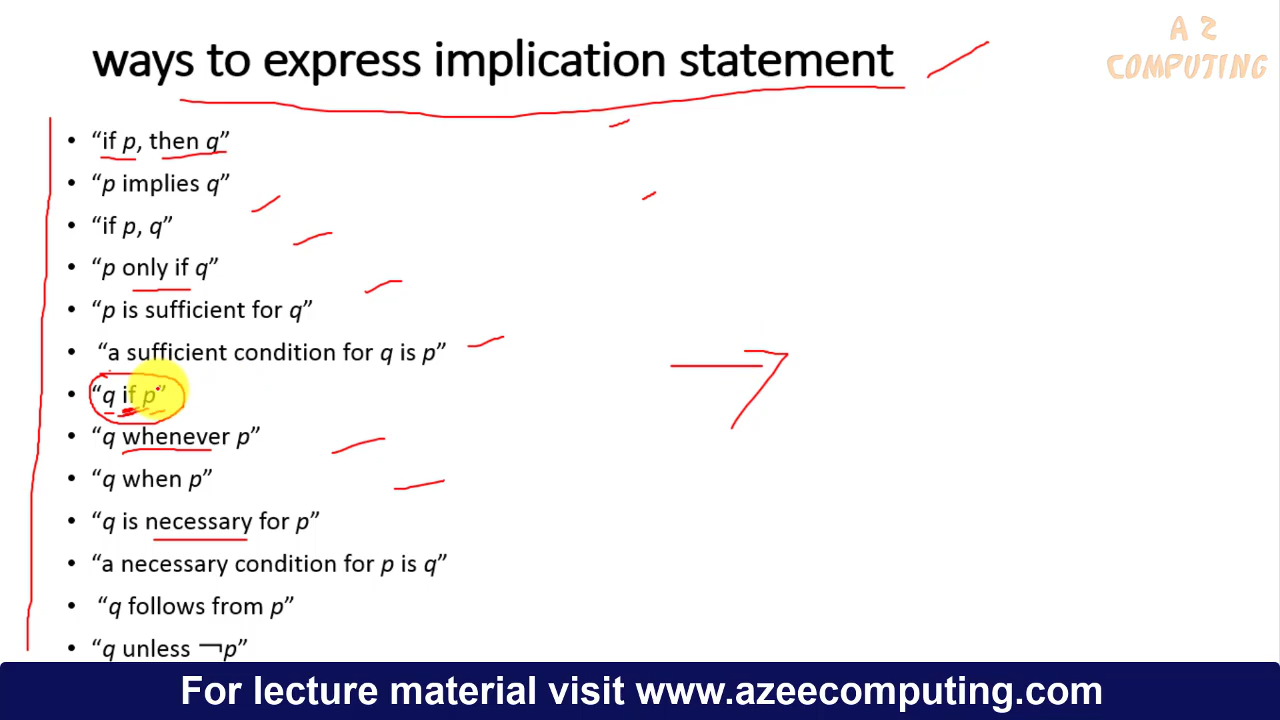 A Z
COMPUTING
ways to express implication statement
• “if p, then q”
• “p implies q”
• “if p, q”
• “p only if q”
• “p is sufficient for q”
• “a sufficient condition for q is p”
• “q if p”
• “q whenever p”
• “q when p”
• “q is necessary for p”
• “a necessary condition for p is q”
• “q follows from p”
• “q unless ¬p”
For lecture material visit www.azeecomputing.com